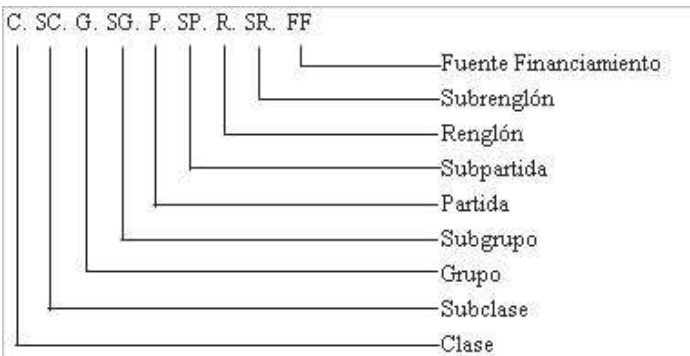 C. SC. G. SG. P. SP. R. SR. FF
Fuente Financiamiento
Subrenglón
Renglón
Subpartida
Partida
Subgrupo
Grupo
Subclase
Clase